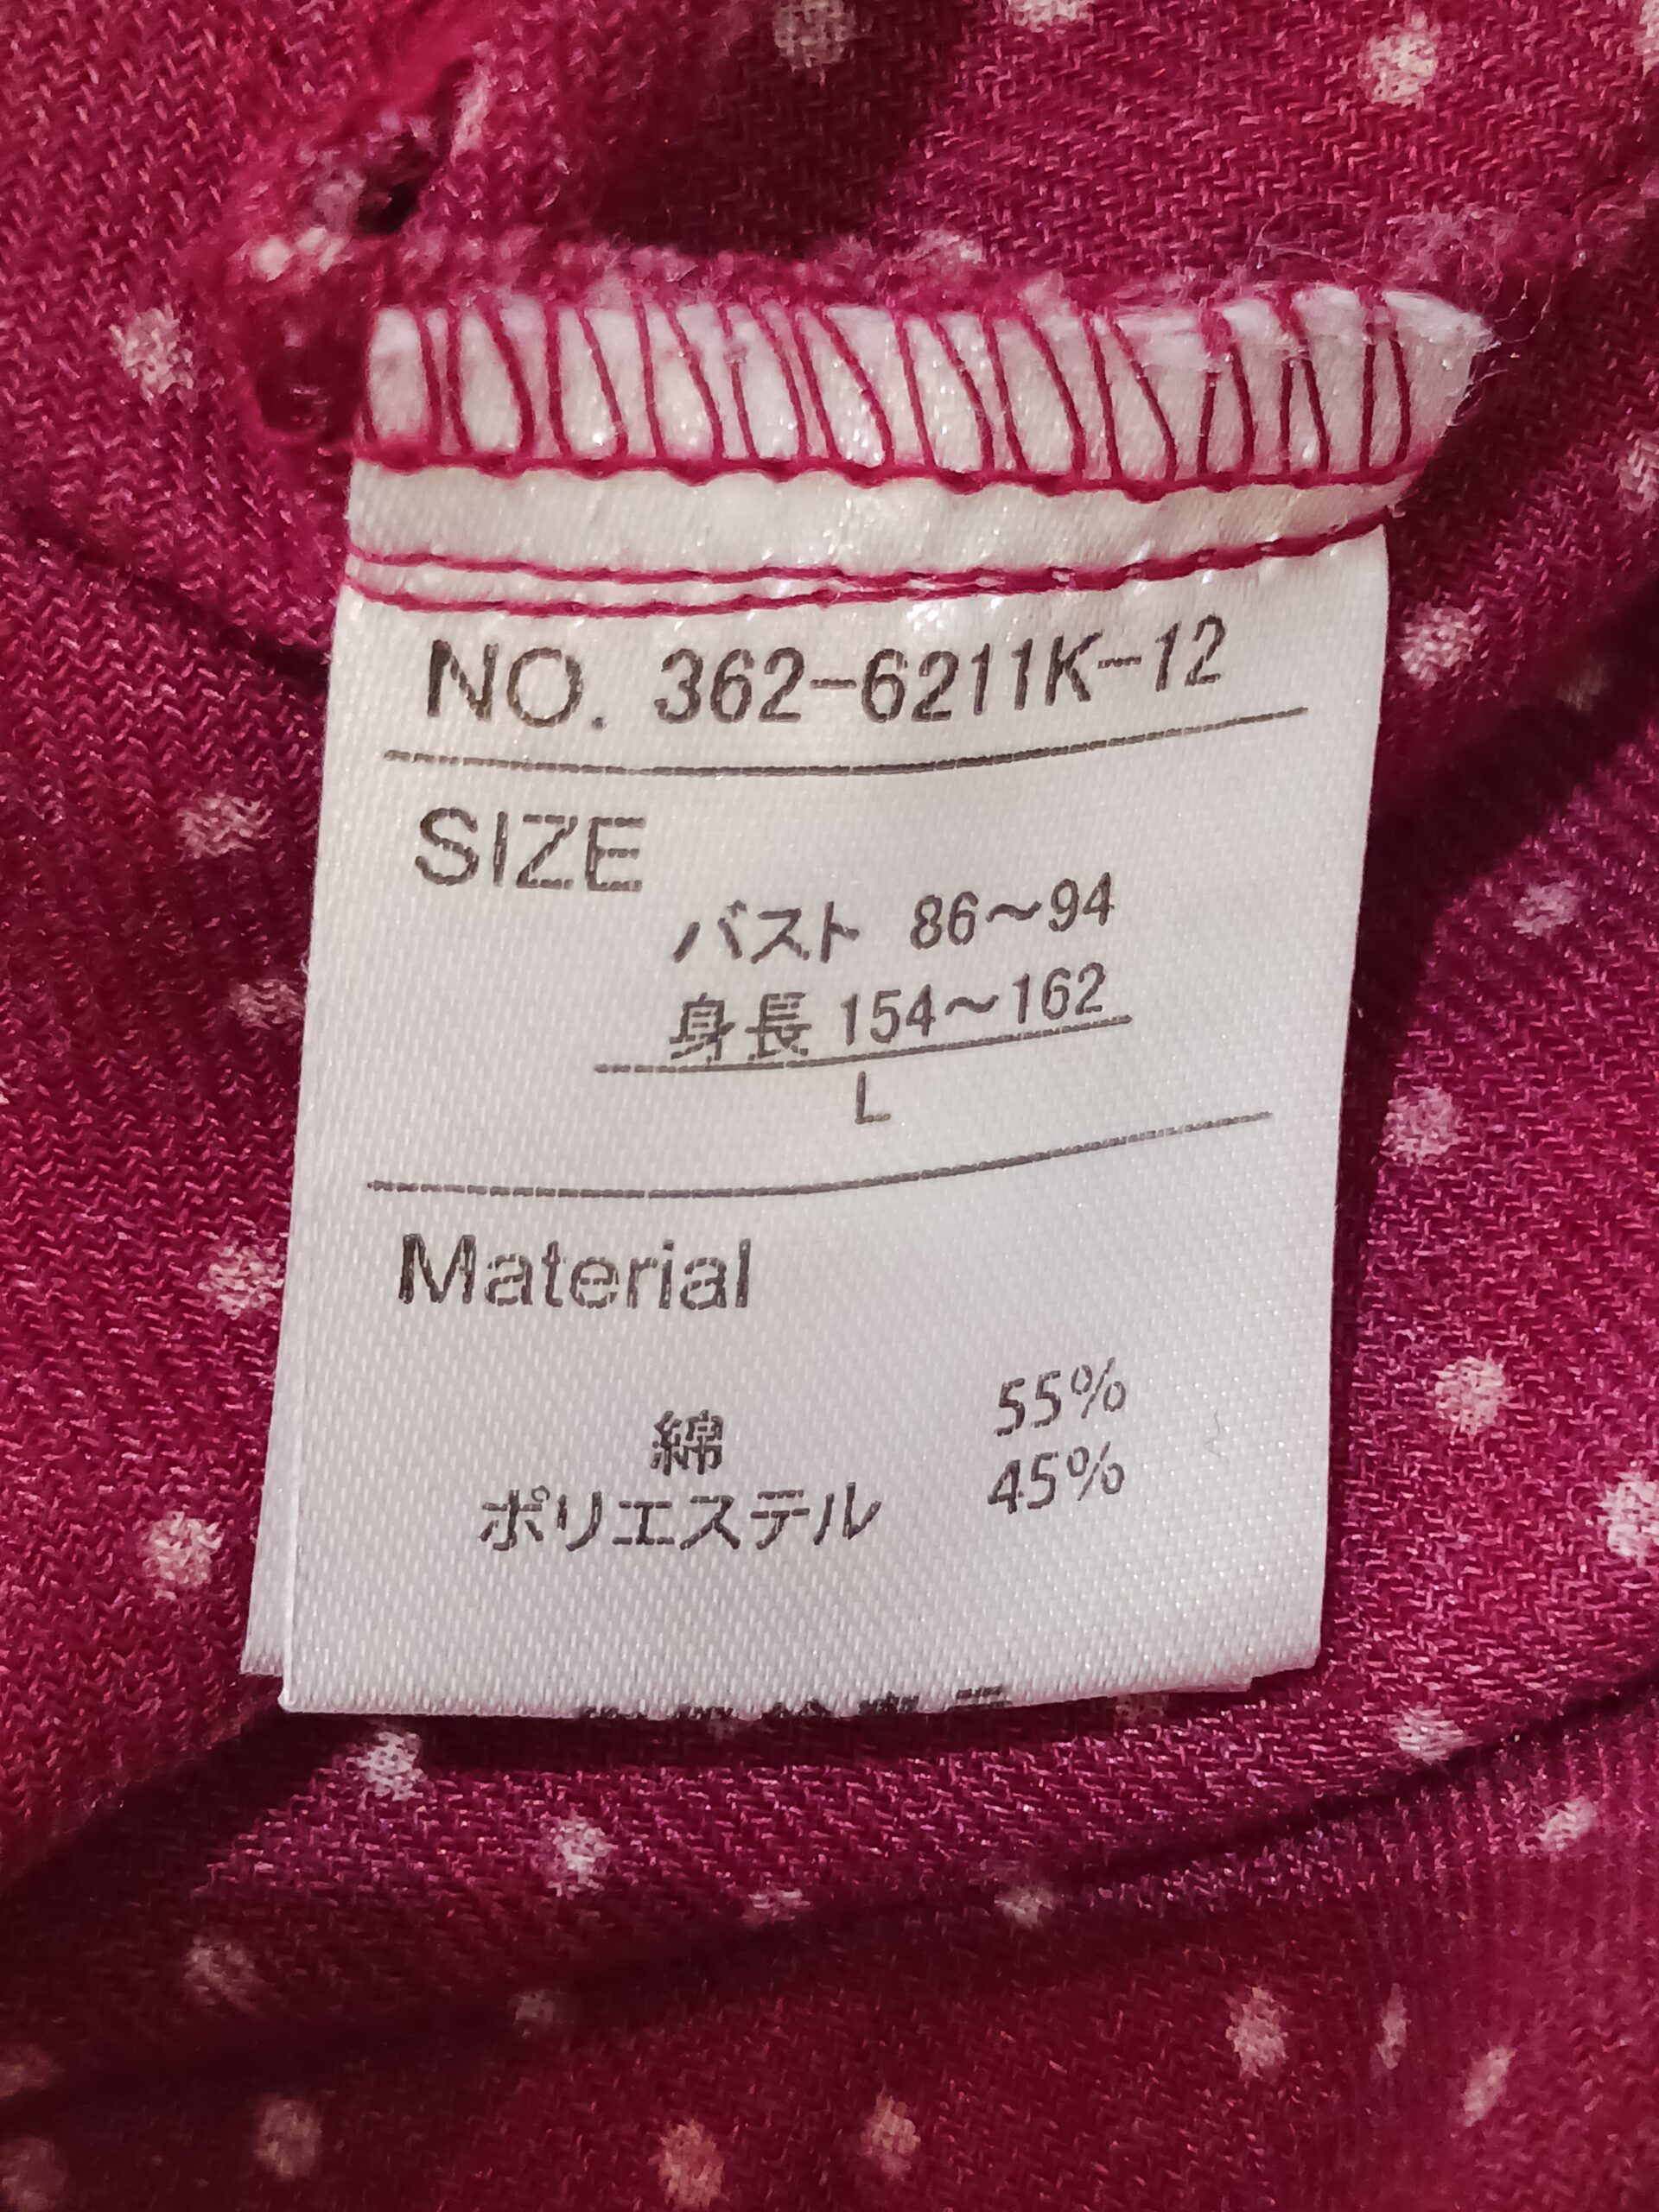 NO. 362-6211K-12
SIZE
バスト 86～94
身長 154～162
L
Material
綿 55%
ポリエステル 45%